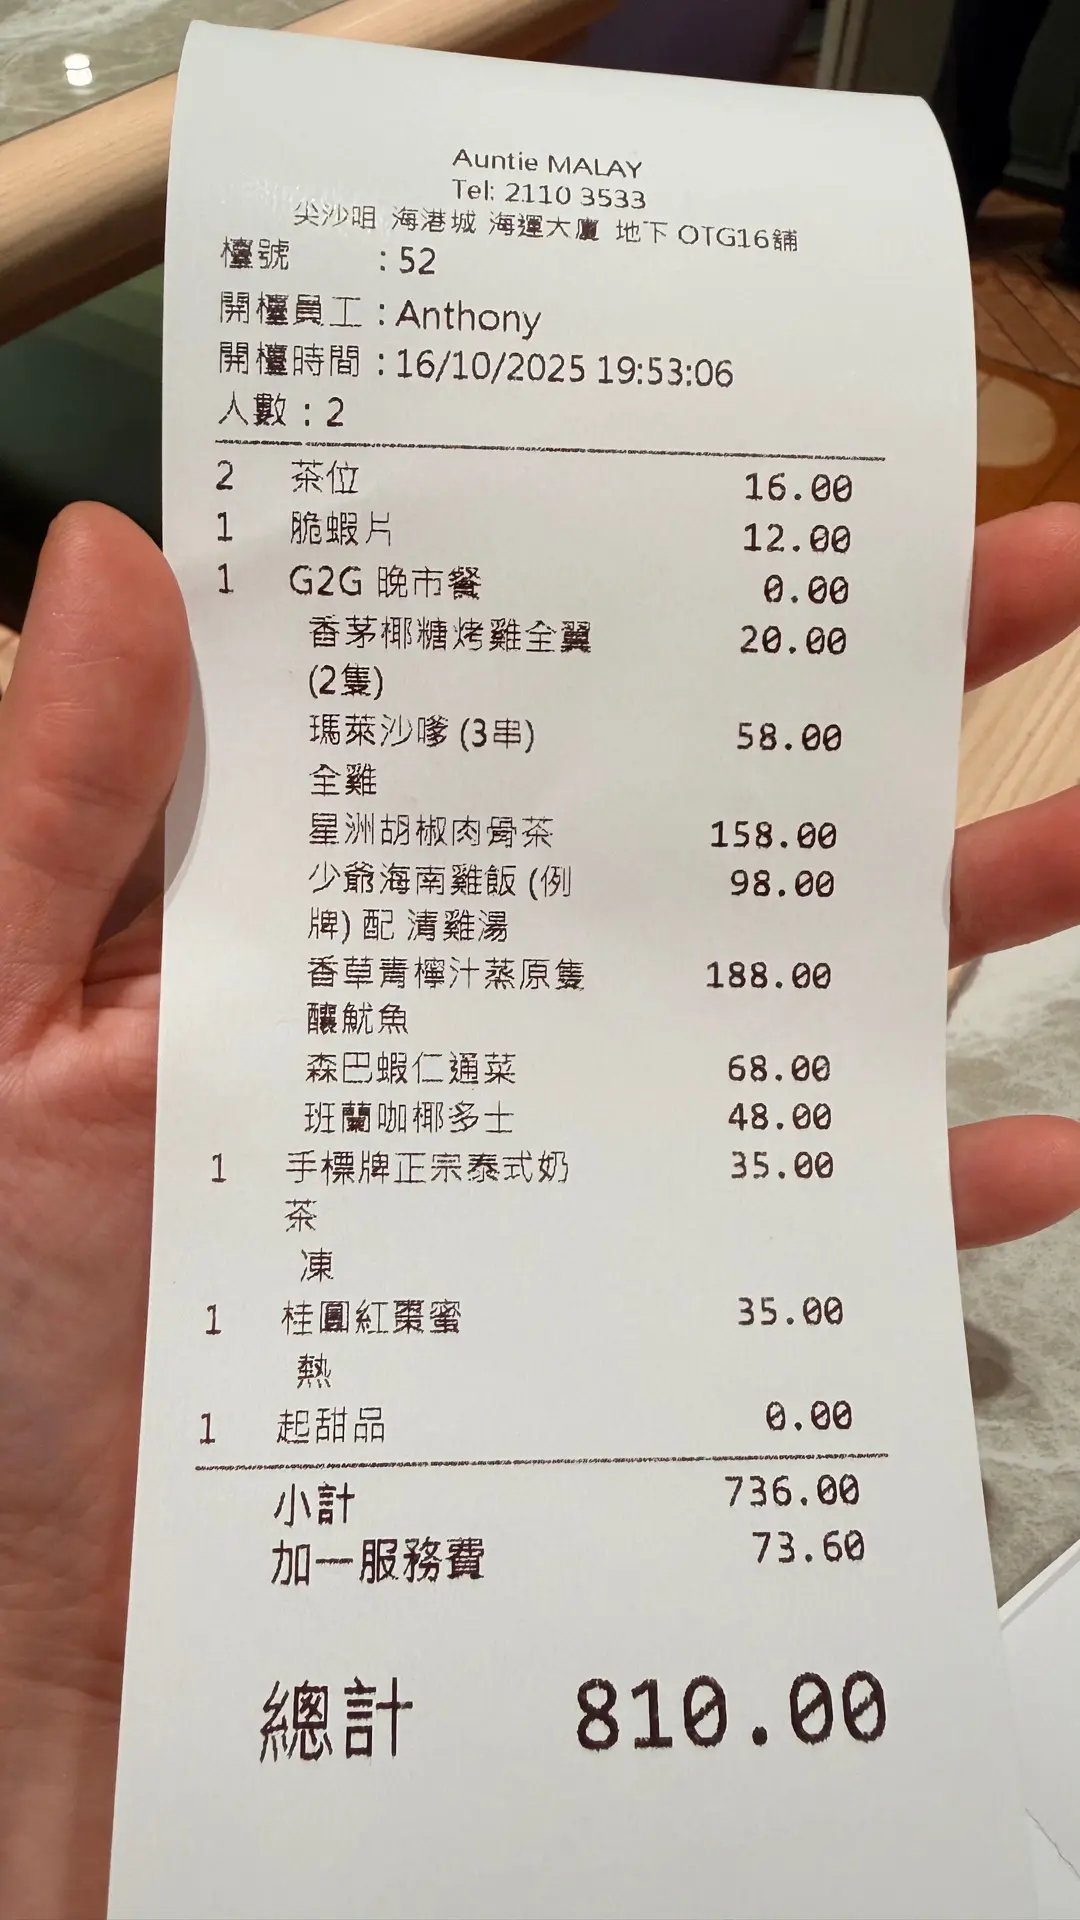 Auntie MALAY
Tel: 2110 3533
尖沙咀 海港城 海運大廈 地下 OTG16舖
檯號 : 52
開檯員工 : Anthony
開檯時間 : 16/10/2025 19:53:06
人數 : 2
2 茶位 16.00
1 脆蝦片 12.00
1 G2G 晚市餐 0.00
香茅椰糖烤雞全翼 20.00
(2隻)
瑪萊沙嗲 (3串) 58.00
全雞
星洲胡椒肉骨茶 158.00
少爺海南雞飯 (例 98.00
牌) 配 清雞湯
香草青檸汁蒸原隻 188.00
釀魷魚
森巴蝦仁通菜 68.00
班蘭咖椰多士 48.00
1 手標牌正宗泰式奶 35.00
茶
凍
1 桂圓紅棗蜜 35.00
熱
1 起甜品 0.00
小計 736.00
加一服務費 73.60
總計 810.00